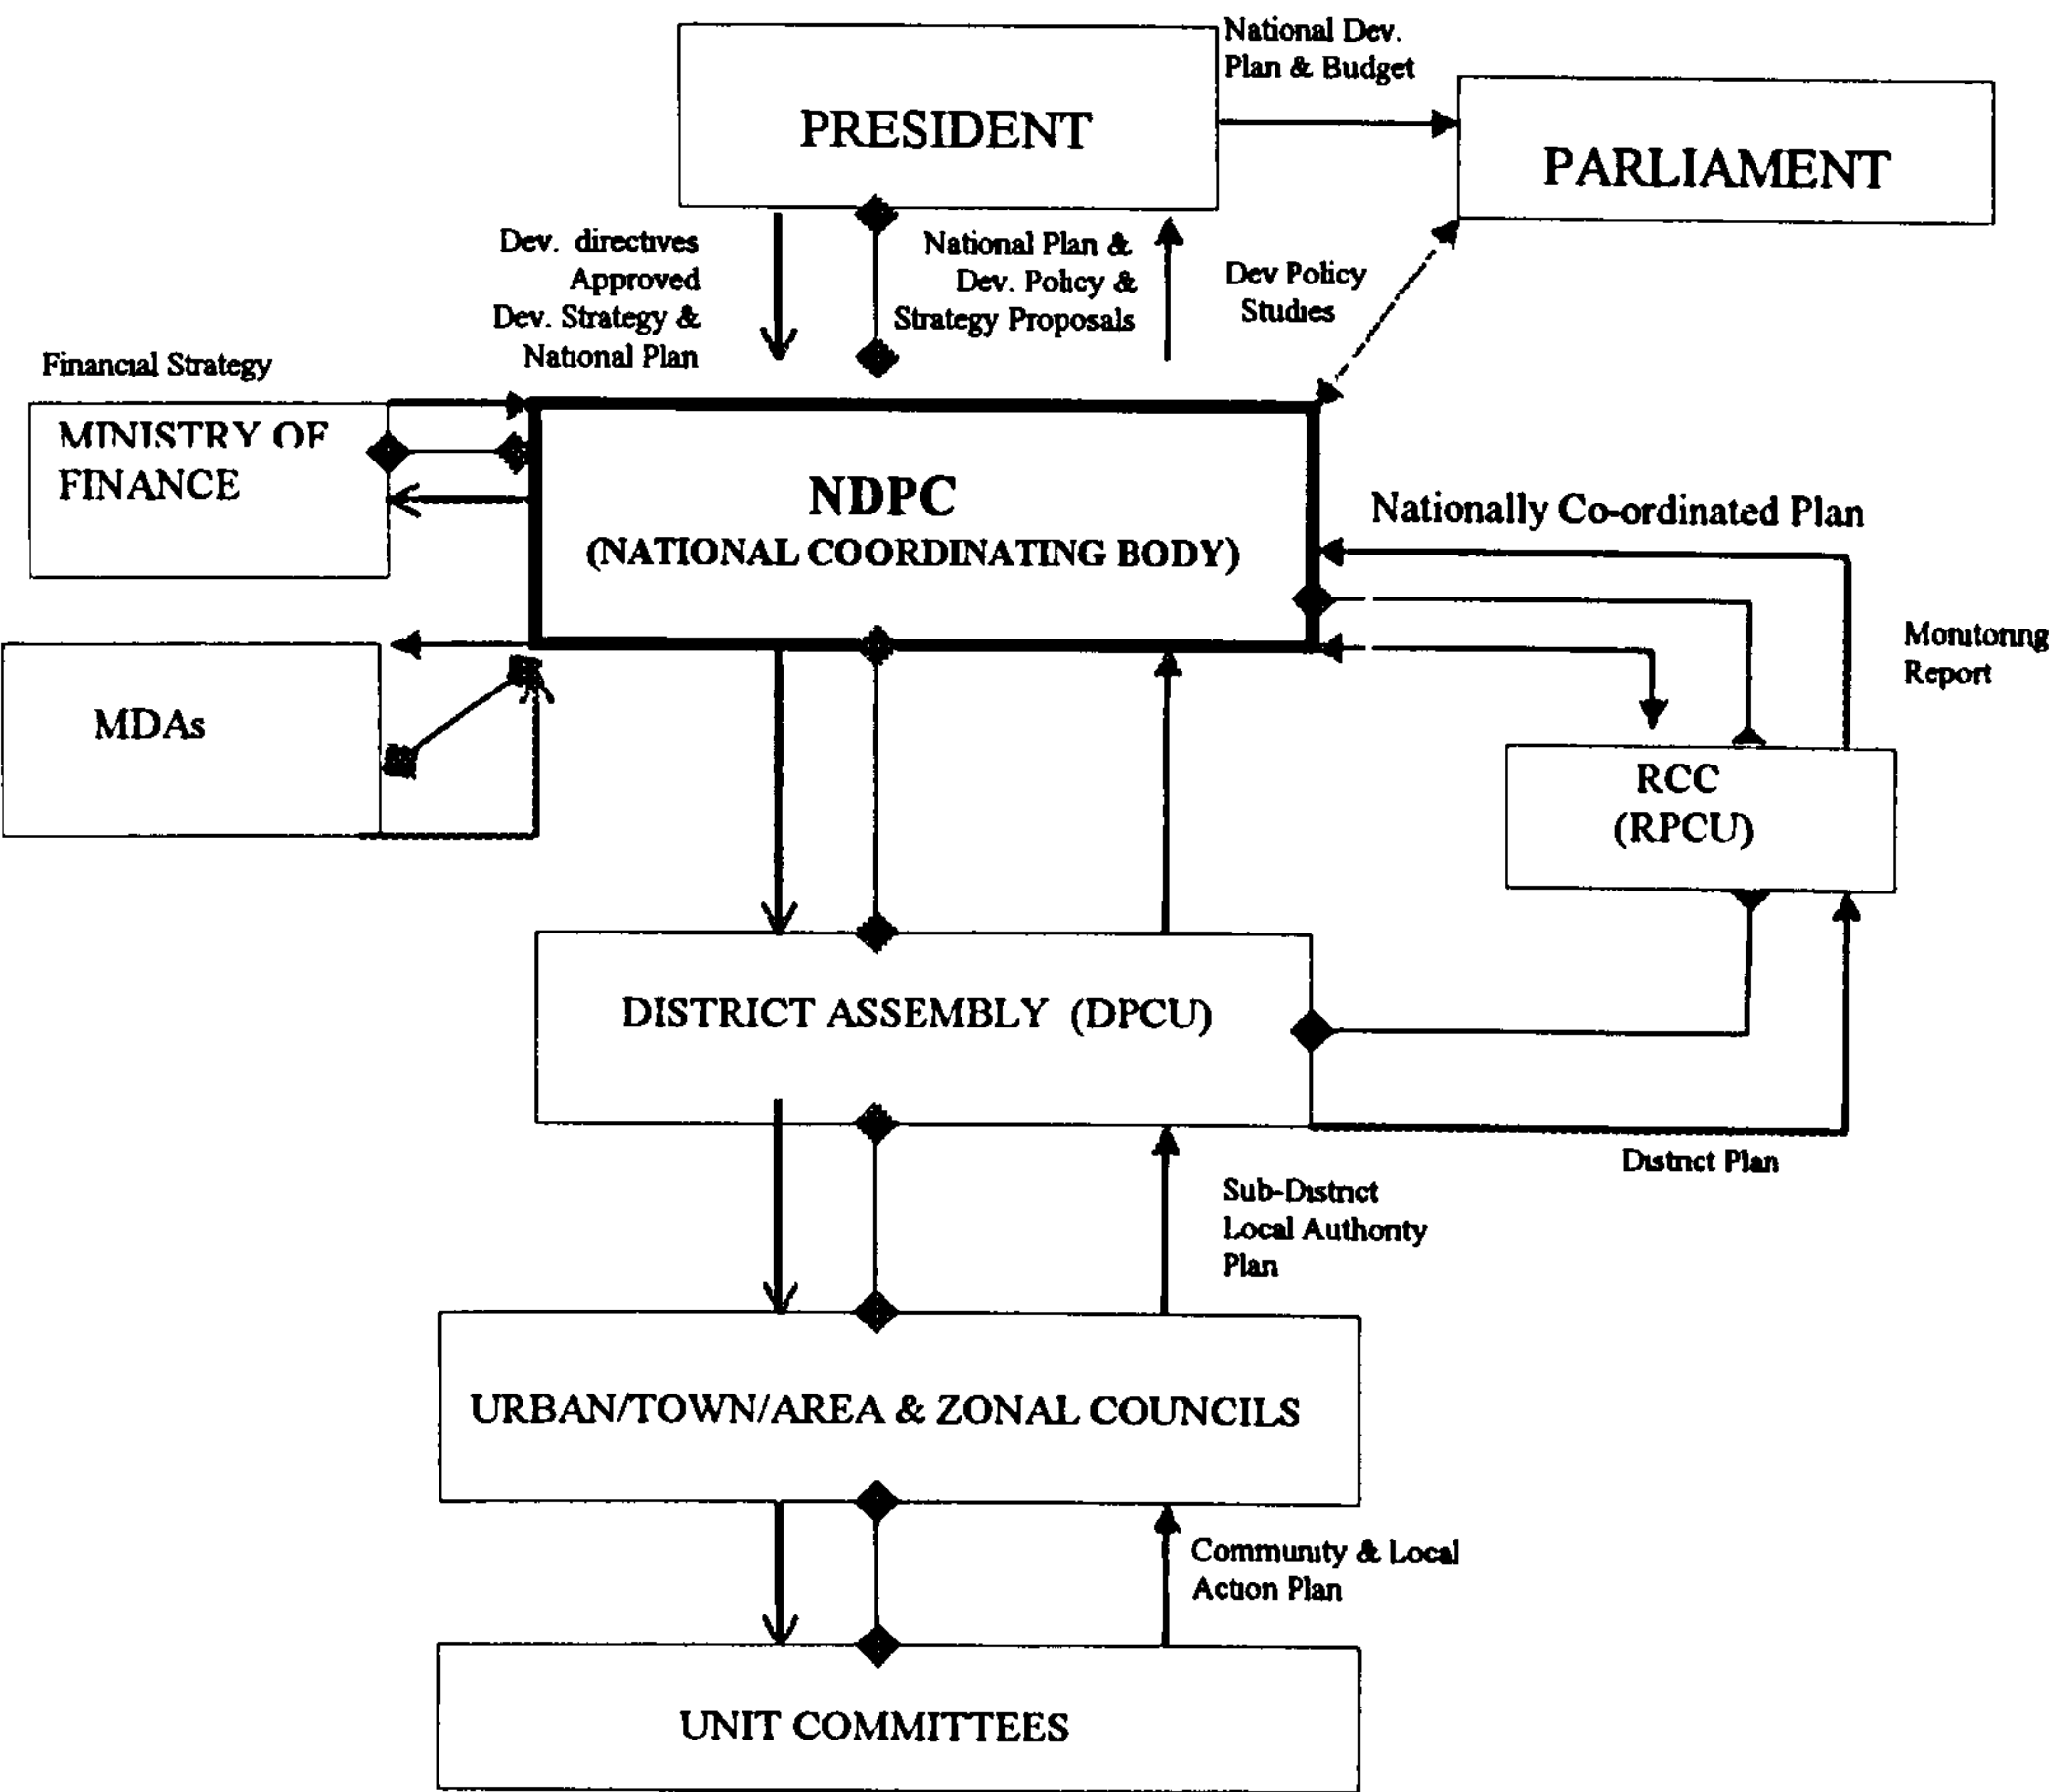 National Dev.
Plan & Budget
PRESIDENT
PARLIAMENT
Dev. directives
Approved
Dev. Strategy &
National Plan
National Plan &
Dev. Policy &
Strategy Proposals
Dev Policy
Studies
Financial Strategy
MINISTRY OF
FINANCE
NDPC
(NATIONAL COORDINATING BODY)
Nationally Co-ordinated Plan
Monitoring
Report
MDAs
RCC
(RPCU)
DISTRICT ASSEMBLY (DPCU)
District Plan
Sub-District
Local Authority
Plan
URBAN/TOWN/AREA & ZONAL COUNCILS
Community & Local
Action Plan
UNIT COMMITTEES